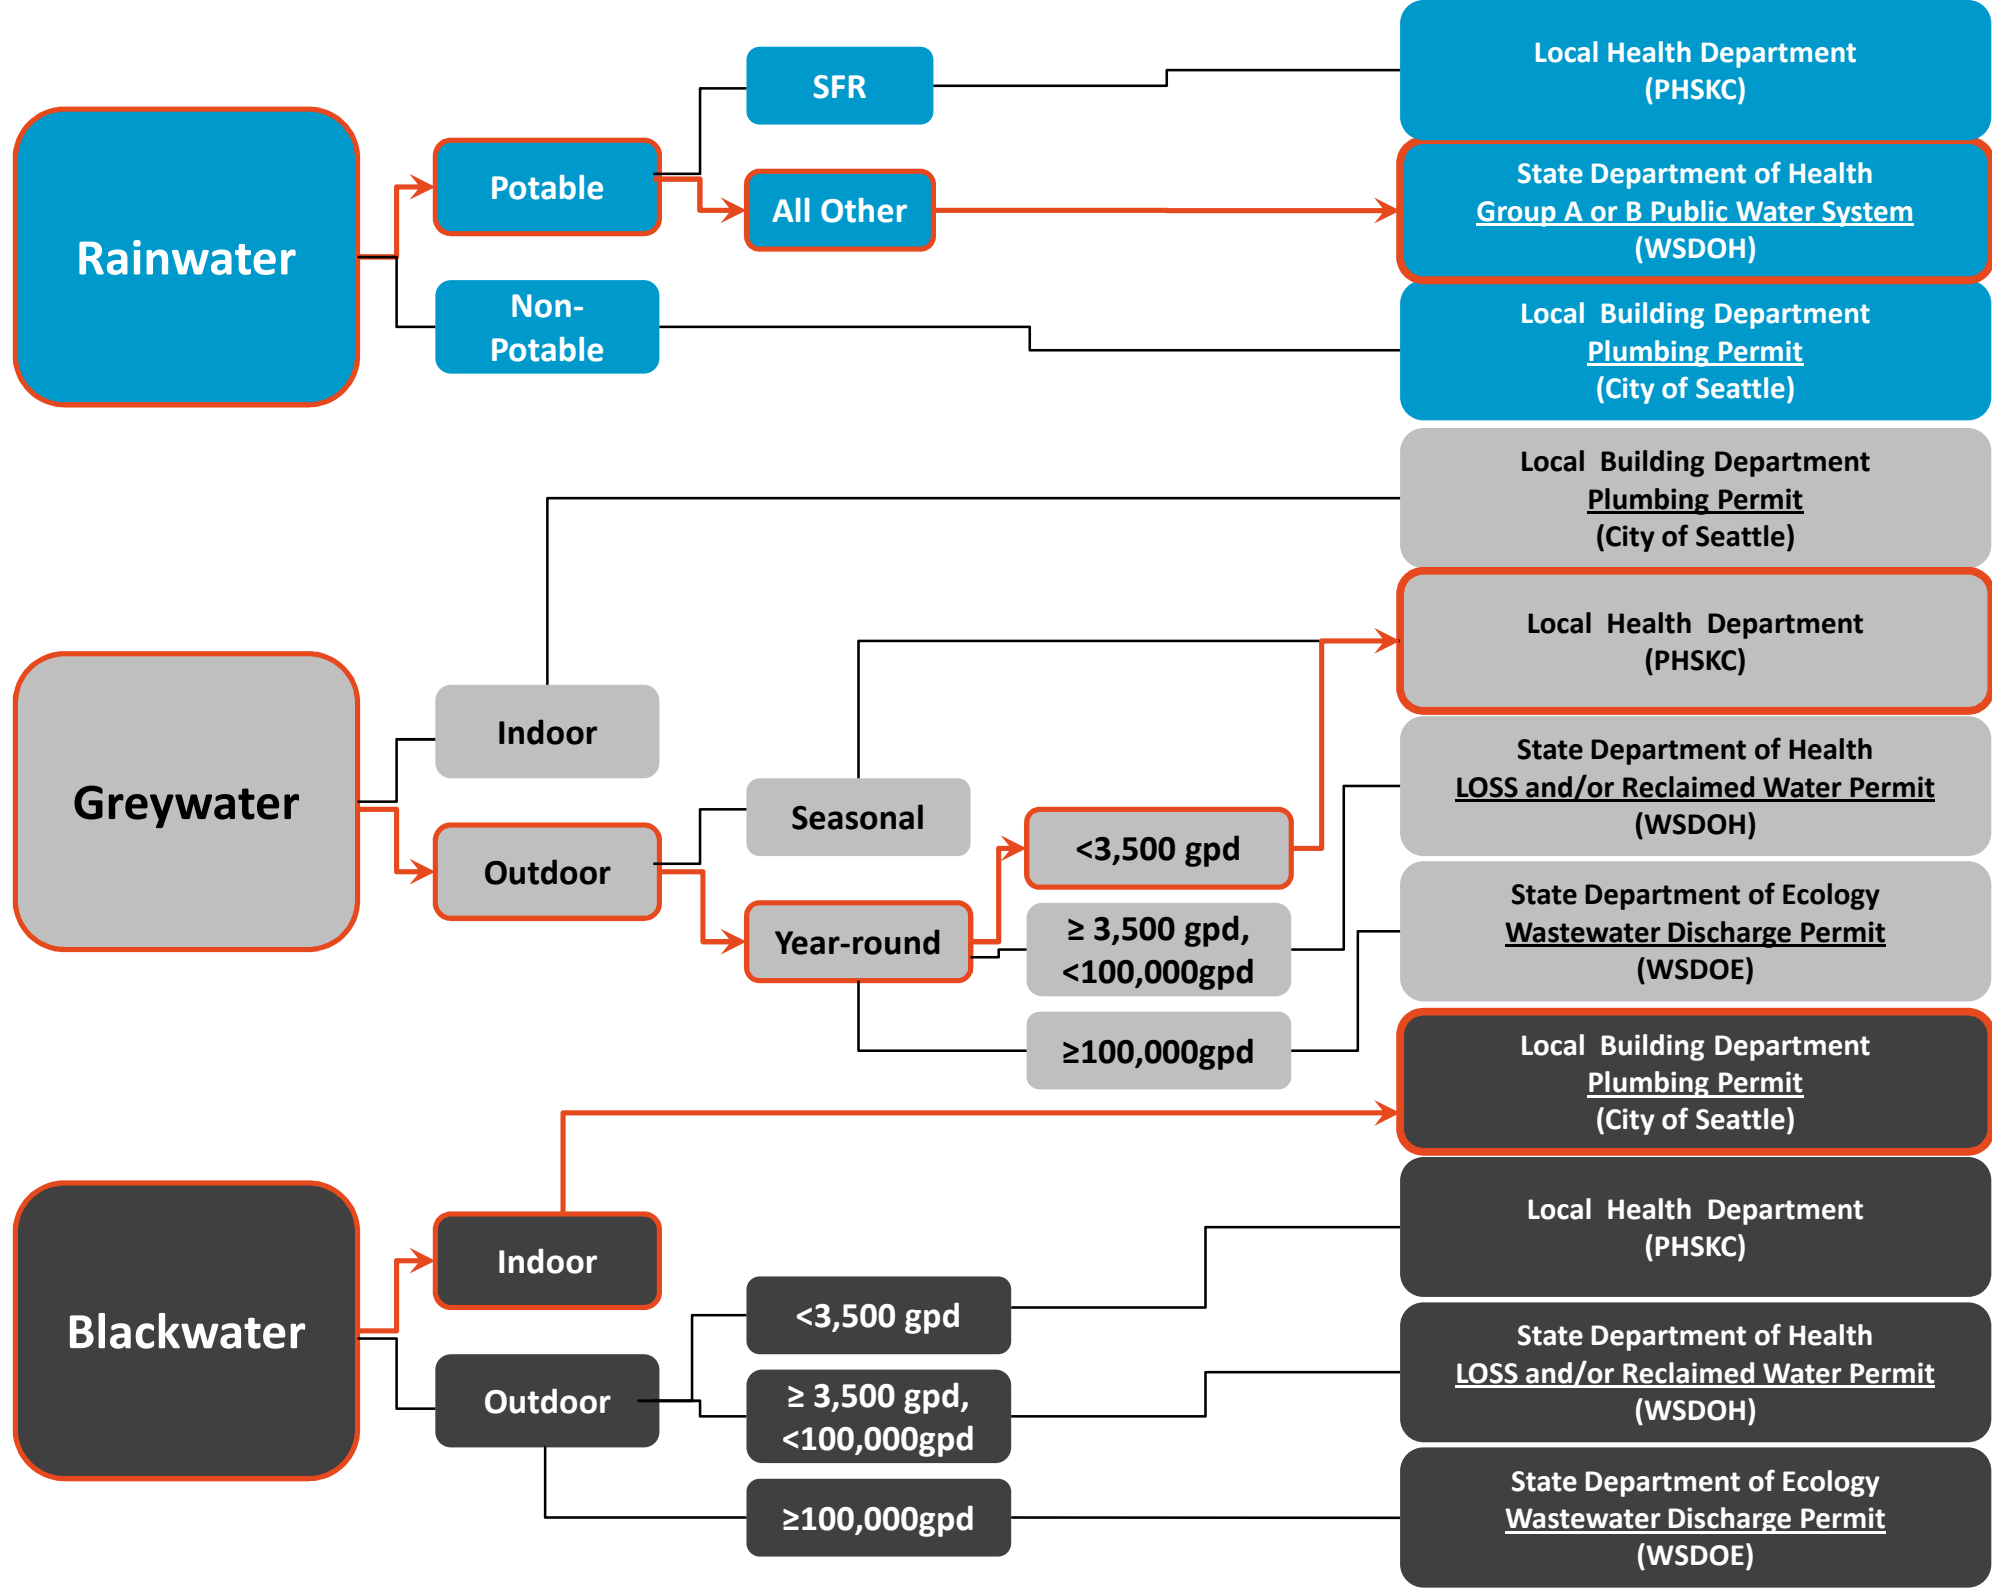 Rainwater
Potable
Non-
Potable
SFR
All Other
Local Health Department
(PHSKC)
State Department of Health
Group A or B Public Water System
(WSDOH)
Local Building Department
Plumbing Permit
(City of Seattle)
Greywater
Indoor
Outdoor
Seasonal
Year-round
<3,500 gpd
≥ 3,500 gpd,
<100,000gpd
≥100,000gpd
Local Building Department
Plumbing Permit
(City of Seattle)
Local Health Department
(PHSKC)
State Department of Health
LOSS and/or Reclaimed Water Permit
(WSDOH)
State Department of Ecology
Wastewater Discharge Permit
(WSDOE)
Blackwater
Indoor
Outdoor
<3,500 gpd
≥ 3,500 gpd,
<100,000gpd
≥100,000gpd
Local Building Department
Plumbing Permit
(City of Seattle)
Local Health Department
(PHSKC)
State Department of Health
LOSS and/or Reclaimed Water Permit
(WSDOH)
State Department of Ecology
Wastewater Discharge Permit
(WSDOE)